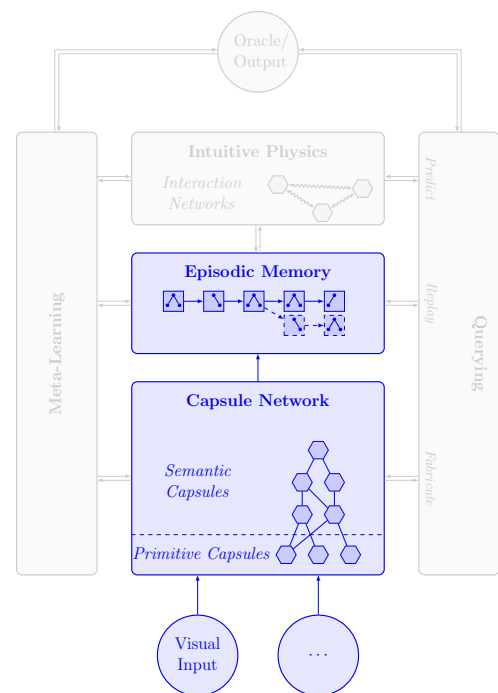 Oracle/
Output
Intuitive Physics
Interaction
Networks
Predict
Episodic Memory
Replay
Meta-Learning
Querying
Capsule Network
Semantic
Capsules
Fabricate
Primitive Capsules
Visual
Input
...